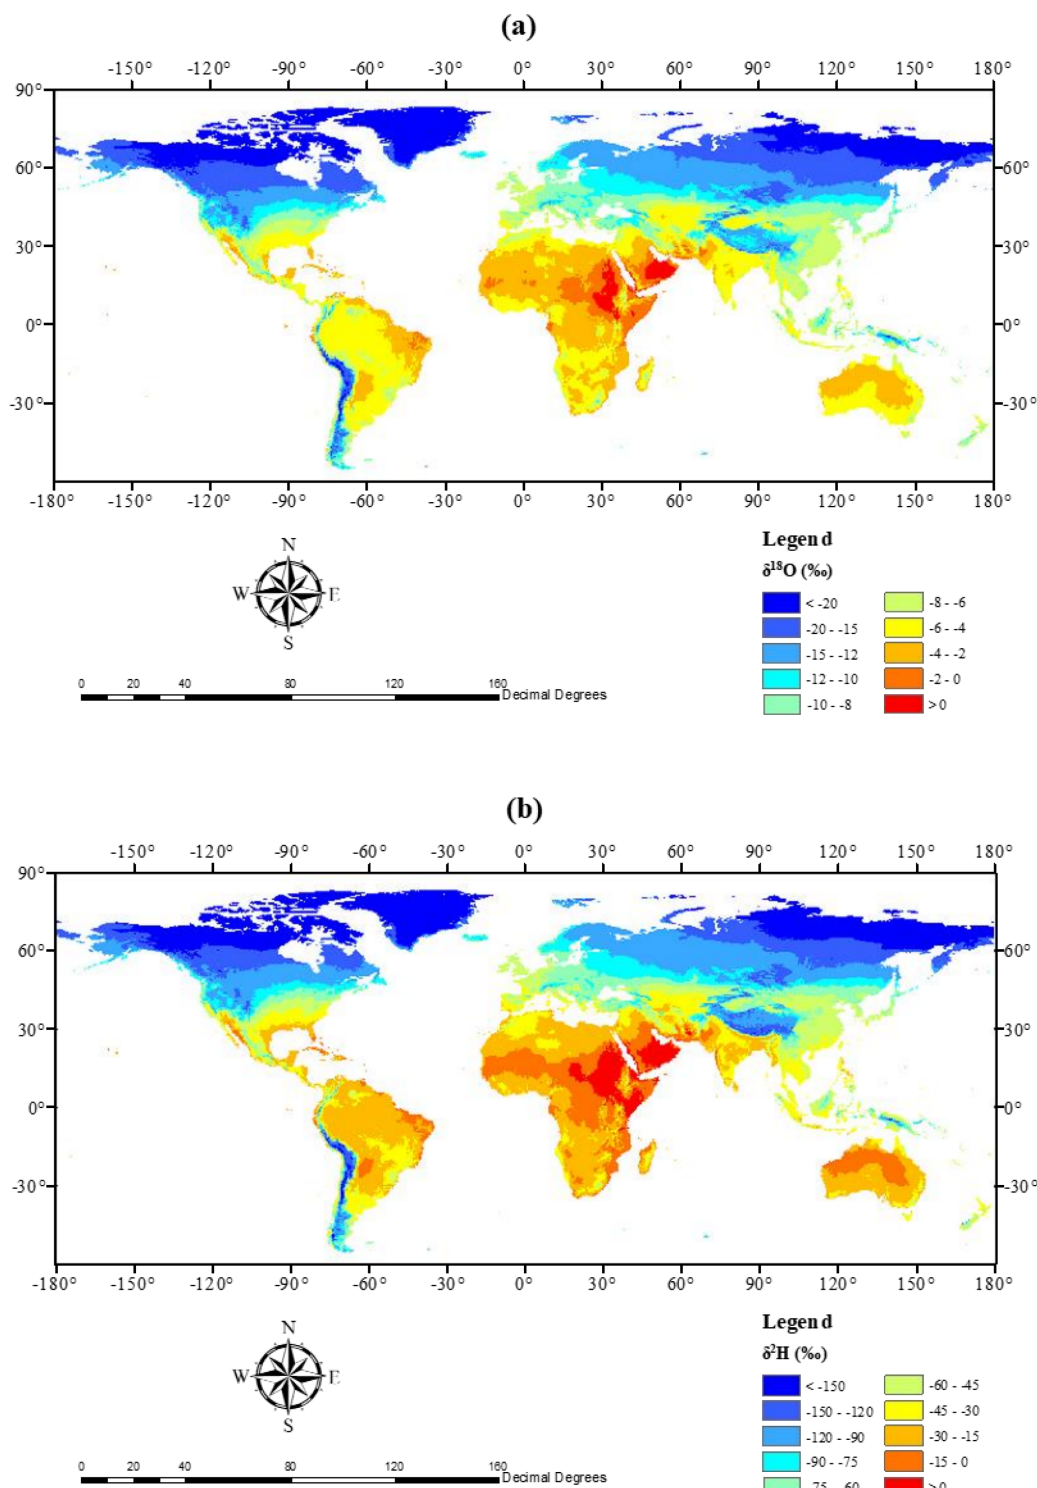 (a)
-150° -120° -90° -60° -30° 0° 30° 60° 90° 120° 150° 180°
90°
60° 60°
30° 30°
0° 0°
-30° -30°
-180° -150° -120° -90° -60° -30° 0° 30° 60° 90° 120° 150° 180°
N
W E
S
0 20 40 80 120 160 Decimal Degrees
Legend
δ18O (‰)
< -20 -8 - -6
-20 - -15 -6 - -4
-15 - -12 -4 - -2
-12 - -10 -2 - 0
-10 - -8 > 0
(b)
-150° -120° -90° -60° -30° 0° 30° 60° 90° 120° 150° 180°
90°
60° 60°
30° 30°
0° 0°
-30° -30°
-180° -150° -120° -90° -60° -30° 0° 30° 60° 90° 120° 150° 180°
N
W E
S
0 20 40 80 120 160 Decimal Degrees
Legend
δ2H (‰)
< -150 -60 - -45
-150 - -120 -45 - -30
-120 - -90 -30 - -15
-90 - -75 -15 - 0
-75 - -60 > 0